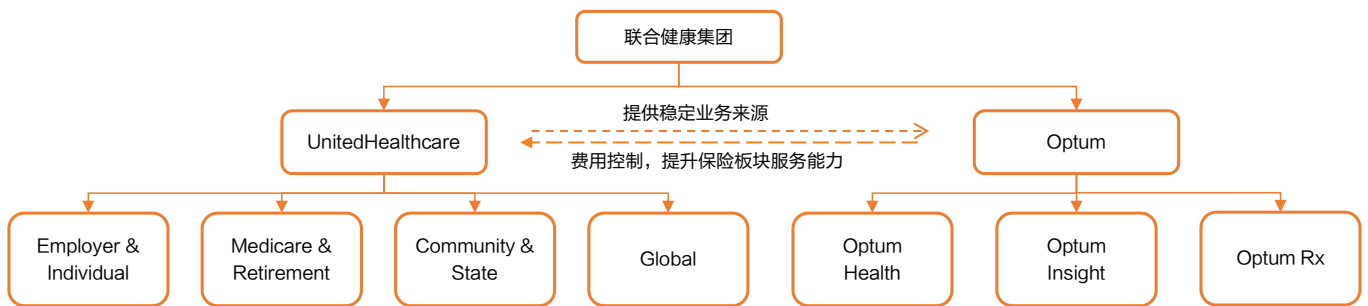 联合健康集团
提供稳定业务来源
UnitedHealthcare
Optum
费用控制，提升保险板块服务能力
Employer &
Individual
Medicare &
Retirement
Community &
State
Global
Optum
Health
Optum
Insight
Optum Rx